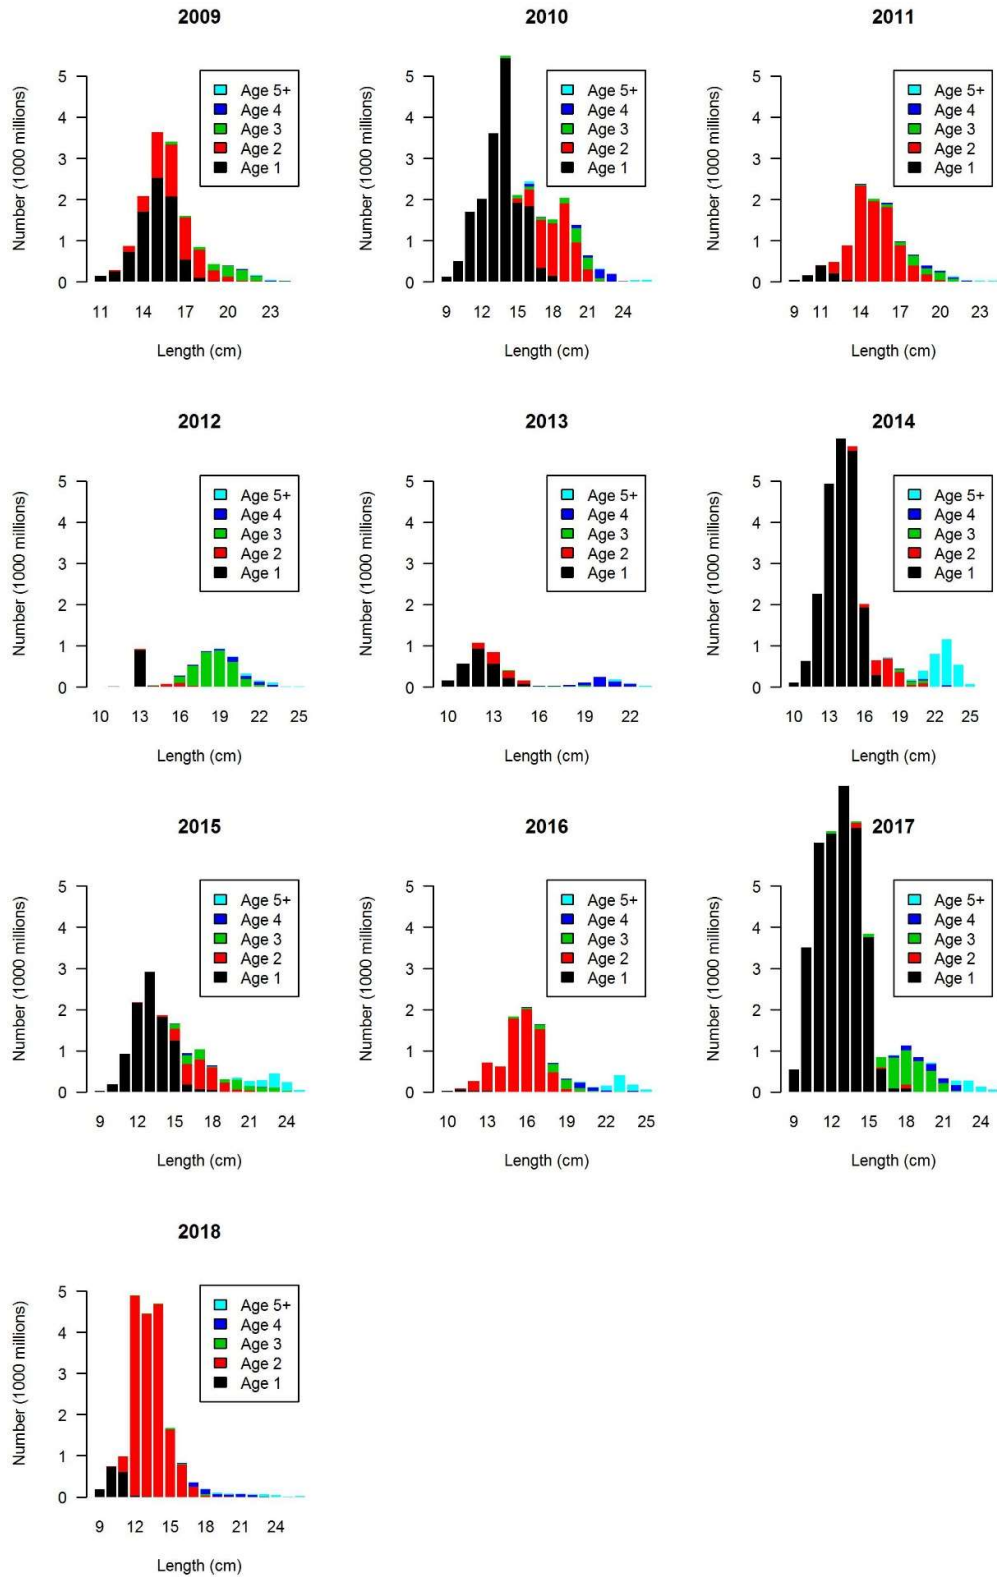 2009
Number (1000 millions)
5
4
3
2
1
0
Age 5+
Age 4
Age 3
Age 2
Age 1
11 14 17 20 23
Length (cm)
2010
Number (1000 millions)
5
4
3
2
1
0
Age 5+
Age 4
Age 3
Age 2
Age 1
9 12 15 18 21 24
Length (cm)
2011
Number (1000 millions)
5
4
3
2
1
0
Age 5+
Age 4
Age 3
Age 2
Age 1
9 11 14 17 20 23
Length (cm)
2012
Number (1000 millions)
5
4
3
2
1
0
Age 5+
Age 4
Age 3
Age 2
Age 1
10 13 16 19 22 25
Length (cm)
2013
Number (1000 millions)
5
4
3
2
1
0
Age 5+
Age 4
Age 3
Age 2
Age 1
10 13 16 19 22
Length (cm)
2014
Number (1000 millions)
5
4
3
2
1
0
Age 5+
Age 4
Age 3
Age 2
Age 1
10 13 16 19 22 25
Length (cm)
2015
Number (1000 millions)
5
4
3
2
1
0
Age 5+
Age 4
Age 3
Age 2
Age 1
12 15 18 21 24
Length (cm)
2016
Number (1000 millions)
5
4
3
2
1
0
Age 5+
Age 4
Age 3
Age 2
Age 1
10 13 16 19 22 25
Length (cm)
2017
Number (1000 millions)
5
4
3
2
1
0
Age 5+
Age 4
Age 3
Age 2
Age 1
9 12 15 18 21 24
Length (cm)
2018
Number (1000 millions)
5
4
3
2
1
0
Age 5+
Age 4
Age 3
Age 2
Age 1
9 12 15 18 21 24
Length (cm)